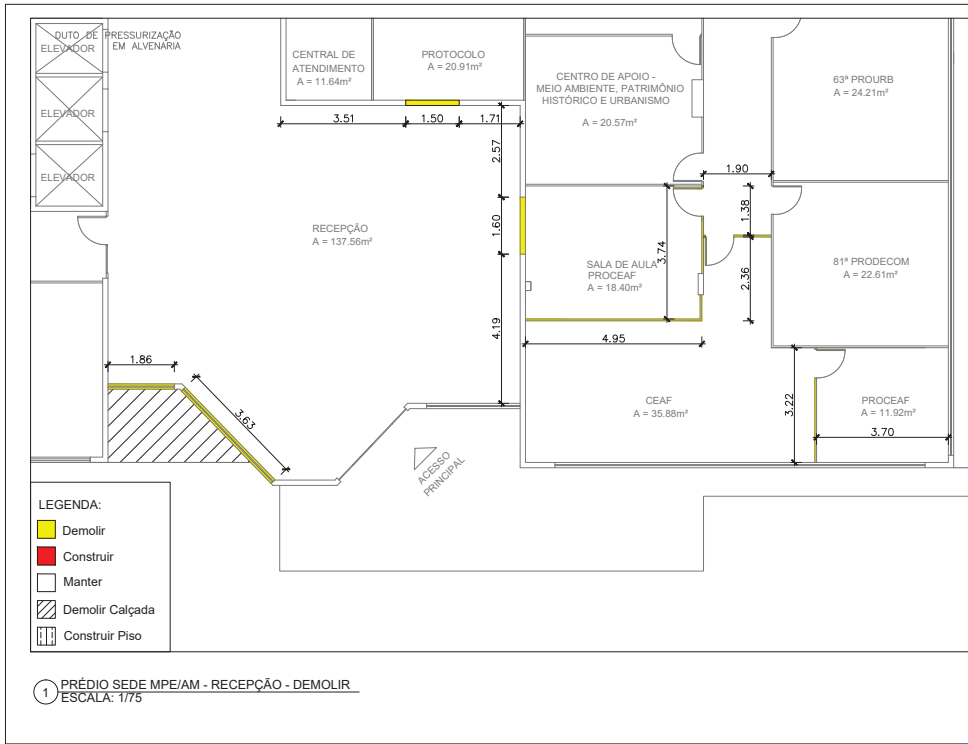 DUTO DE PRESSURIZAÇÃO
EM ALVENARIA
ELEVADOR
ELEVADOR
ELEVADOR
CENTRAL DE
ATENDIMENTO
A = 11.64m²
PROTOCOLO
A = 20.91m²
CENTRO DE APOIO -
MEIO AMBIENTE, PATRIMÔNIO
HISTÓRICO E URBANISMO
A = 20.57m²
63ª PROURB
A = 24.21m²
3.51
1.50
1.71
2.57
1.60
4.19
1.90
1.38
2.36
3.74
RECEPÇÃO
A = 137.56m²
SALA DE AULA
PROCEAF
A = 18.40m²
81ª PRODECOM
A = 22.61m²
4.95
1.86
3.63
CEAF
A = 35.88m²
3.22
PROCEAF
A = 11.92m²
3.70
ACESSO
PRINCIPAL
LEGENDA:
Demolir
Construir
Manter
Demolir Calçada
Construir Piso
1
PRÉDIO SEDE MPE/AM - RECEPÇÃO - DEMOLIR
ESCALA: 1/75